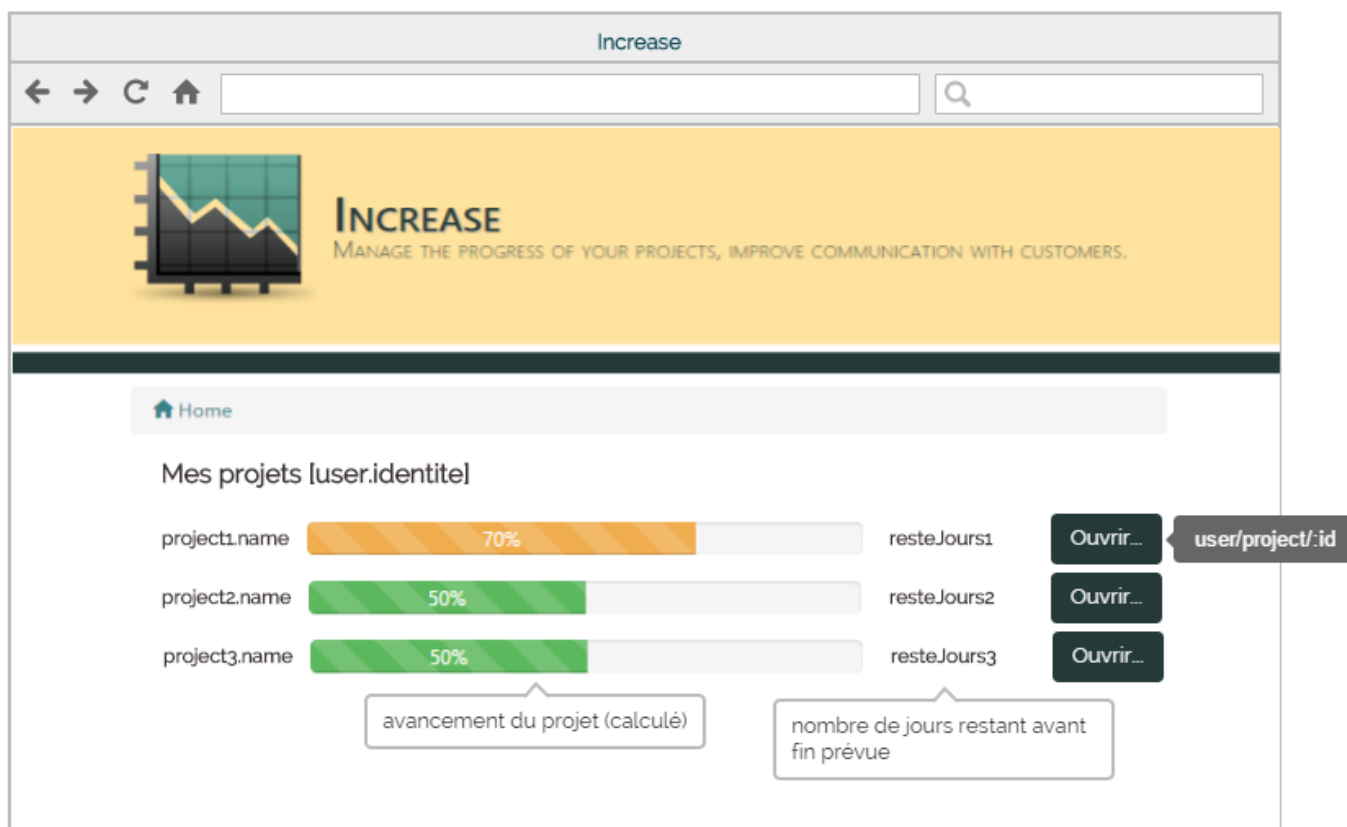 Increase
INCREASE
MANAGE THE PROGRESS OF YOUR PROJECTS, IMPROVE COMMUNICATION WITH CUSTOMERS.
Home
Mes projets [user.identite]
project1.name 70% resteJours1 Ouvrir... user/project/:id
project2.name 50% resteJours2 Ouvrir...
project3.name 50% resteJours3 Ouvrir...
avancement du projet (calculé)
nombre de jours restant avant
fin prévue